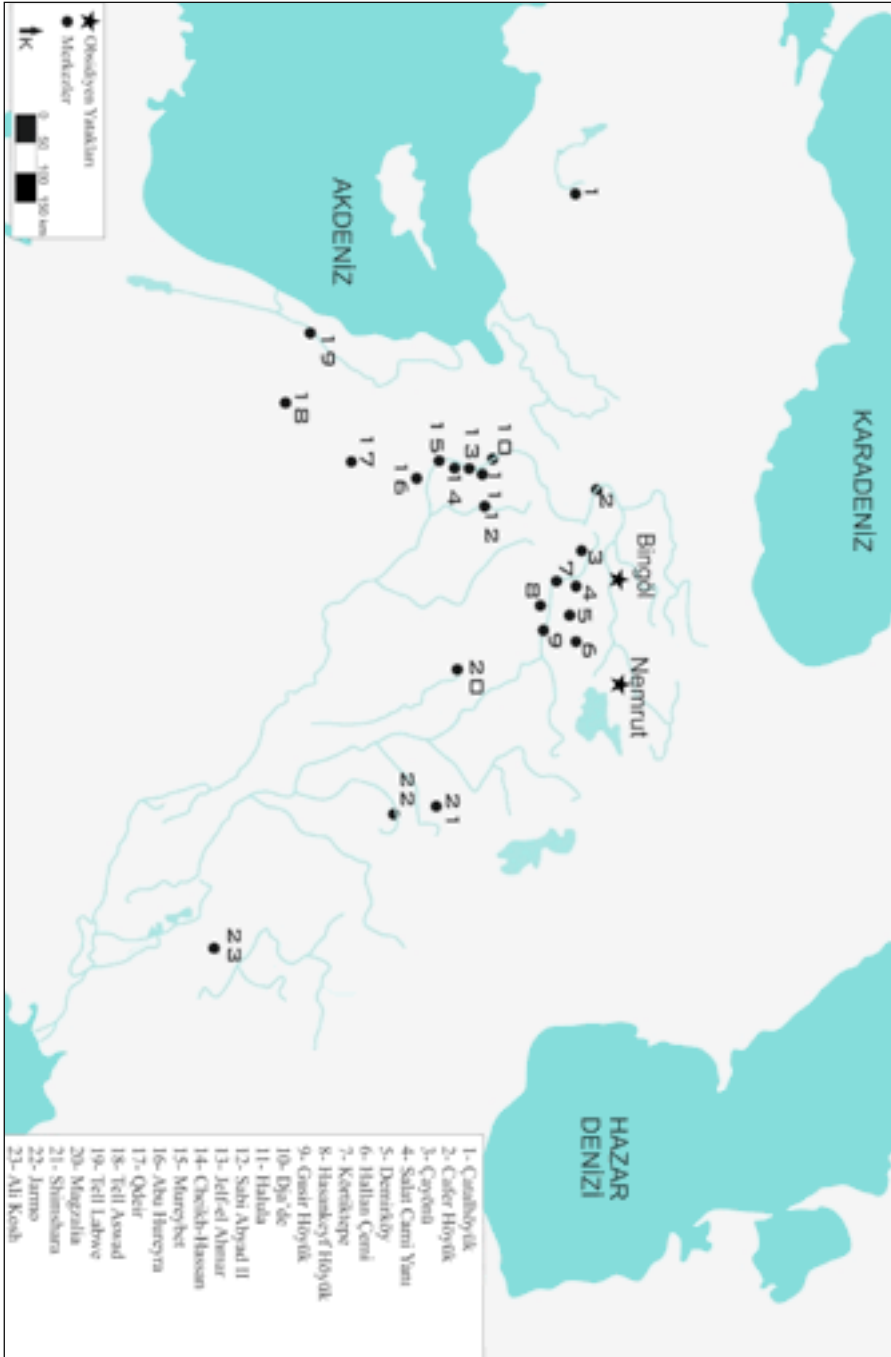 KARADENİZ
HAZAR
DENİZİ
AKDENİZ
Bingöl
Nemrut
1
2
3
4
5
6
7
8
9
10
11
12
13
14
15
16
17
18
19
20
21
22
23
★ Obsidiyen Yatakları
● Merkezler
K
0 50 100 150 km
1- Çatalhöyük
2- Cafer Höyük
3- Çayönü
4- Salat Cami Yanı
5- Demirköy
6- Hallan Çemi
7- Körtiktepe
8- Hasankeyf Höyük
9- Gusir Höyük
10- Dja'de
11- Halula
12- Sabi Abyad II
13- Jelf-el Ahmar
14- Cheikh-Hassan
15- Mureybet
16- Abu Hureyra
17- Qdeir
18- Tell Aswad
19- Tell Labwe
20- Magzalia
21- Shimshara
22- Jarmo
23- Ali Kosh